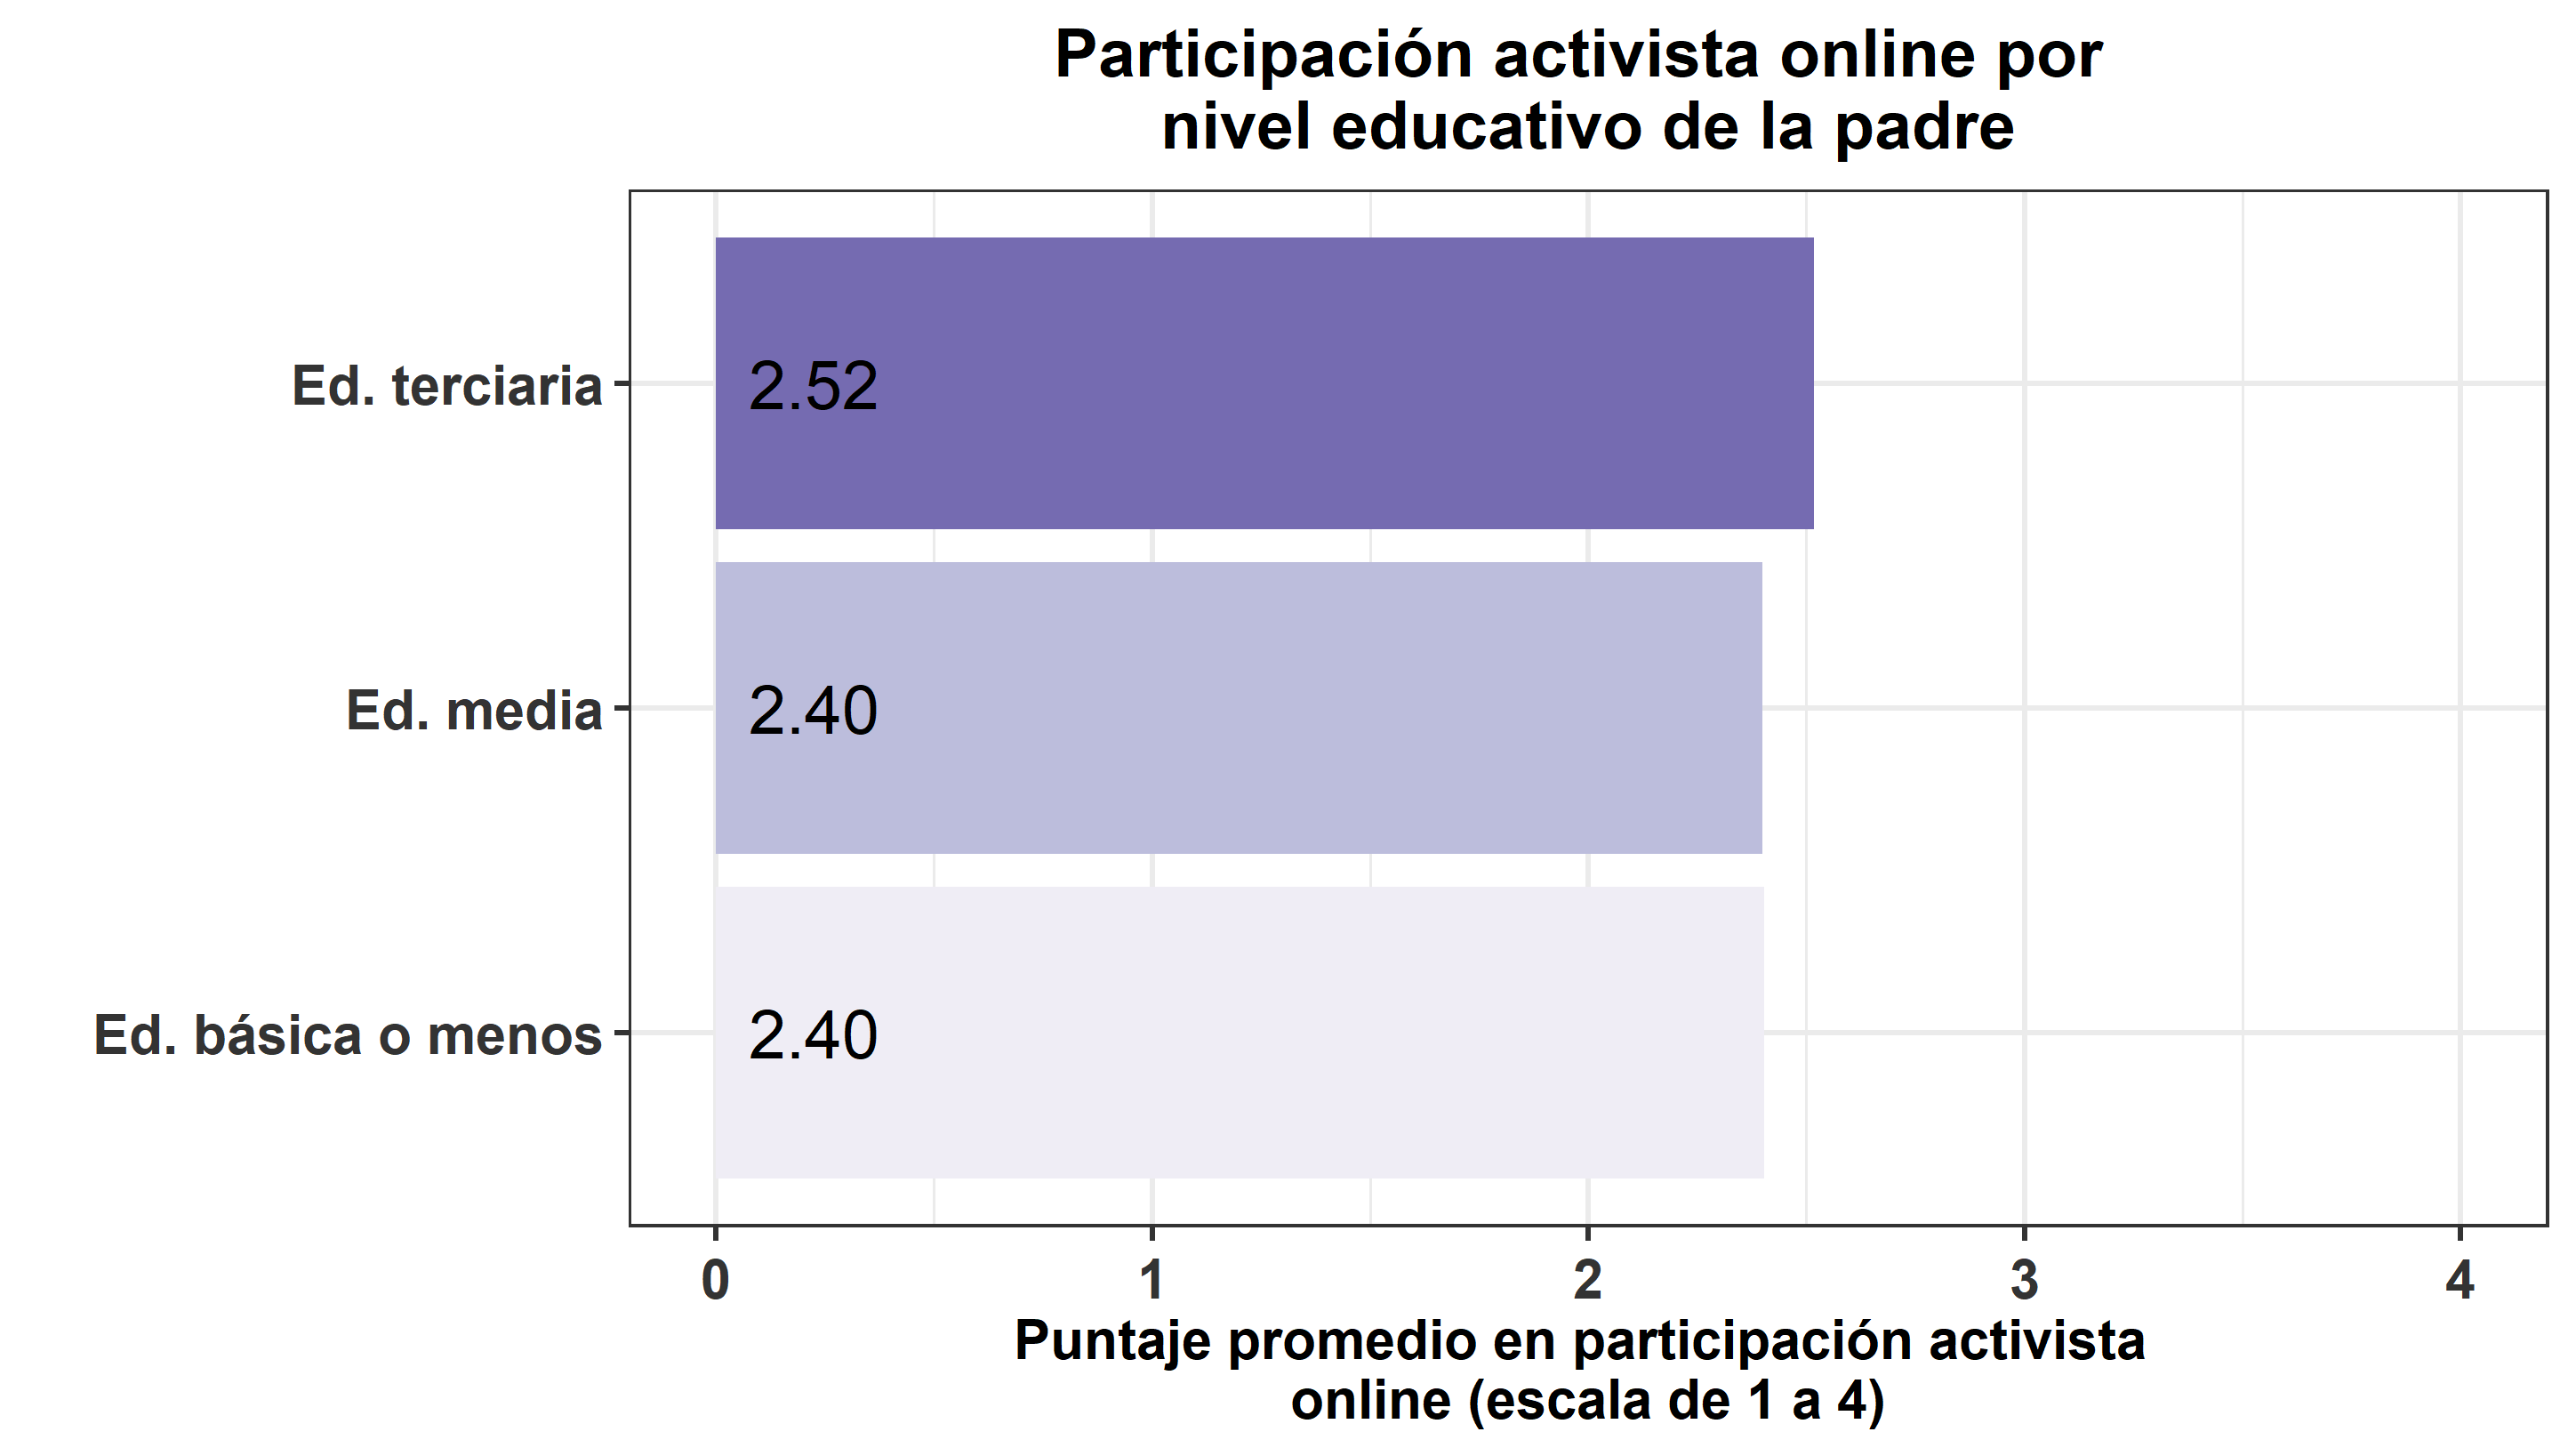 Participación activista online por
nivel educativo de la padre
Ed. terciaria
2.52
Ed. media
2.40
Ed. básica o menos
2.40
0 1 2 3 4
Puntaje promedio en participación activista
online (escala de 1 a 4)